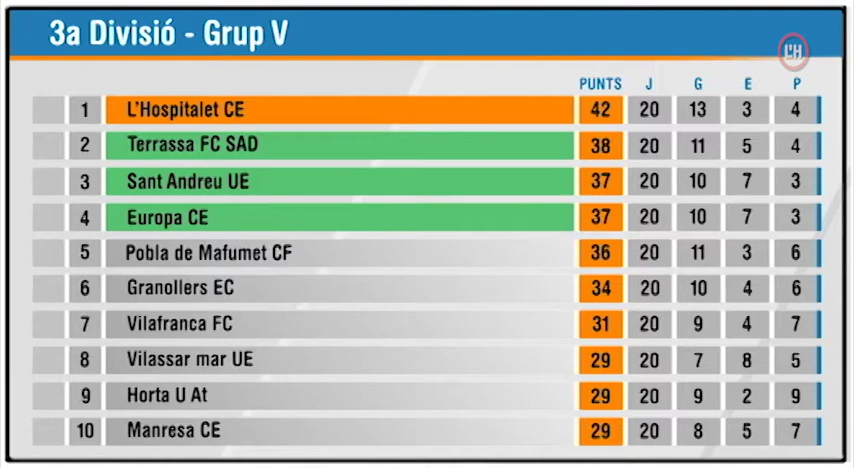 3a Divisió - Grup V
L'H
PUNTS J G E P
1 L'Hospitalet CE 42 20 13 3 4
2 Terrassa FC SAD 38 20 11 5 4
3 Sant Andreu UE 37 20 10 7 3
4 Europa CE 37 20 10 7 3
5 Pobla de Mafumet CF 36 20 11 3 6
6 Granollers EC 34 20 10 4 6
7 Vilafranca FC 31 20 9 4 7
8 Vilassar mar UE 29 20 7 8 5
9 Horta U At 29 20 9 2 9
10 Manresa CE 29 20 8 5 7